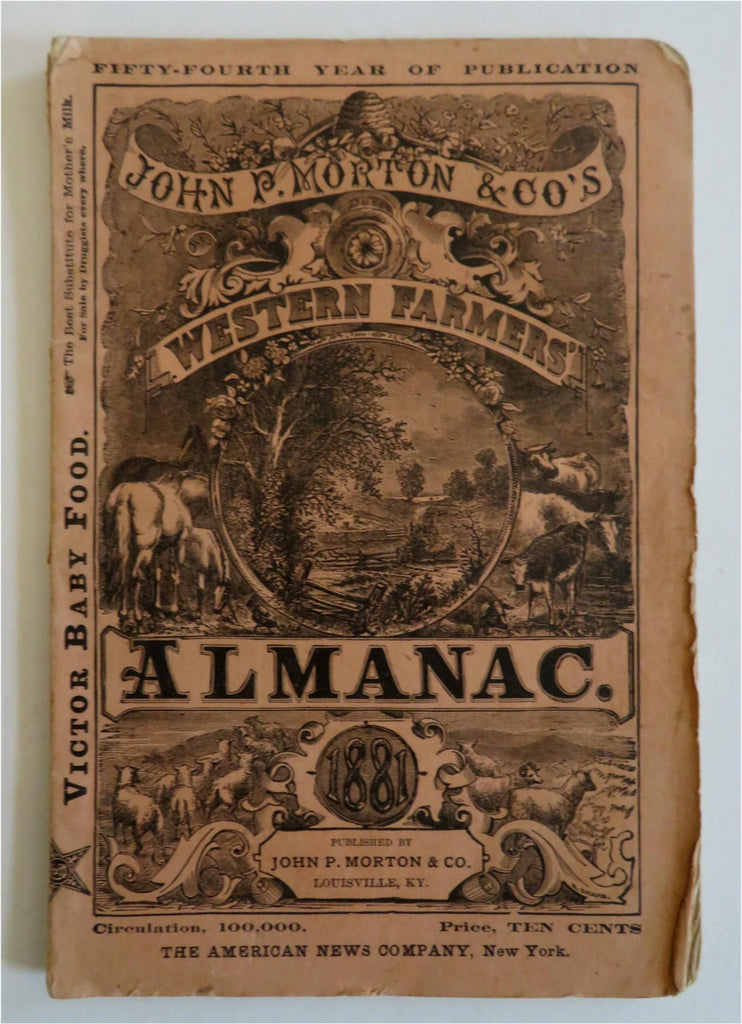 FIFTY-FOURTH YEAR OF PUBLICATION
JOHN P. MORTON & CO'S
WESTERN FARMERS'
ALMANAC.
1881
PUBLISHED BY
JOHN P. MORTON & CO.
LOUISVILLE, KY.
Circulation, 100,000. Price, TEN CENTS
THE AMERICAN NEWS COMPANY, New York.
VICTOR BABY FOOD.
The Best Substitute for Mother's Milk.
For Sale by Druggists every where.